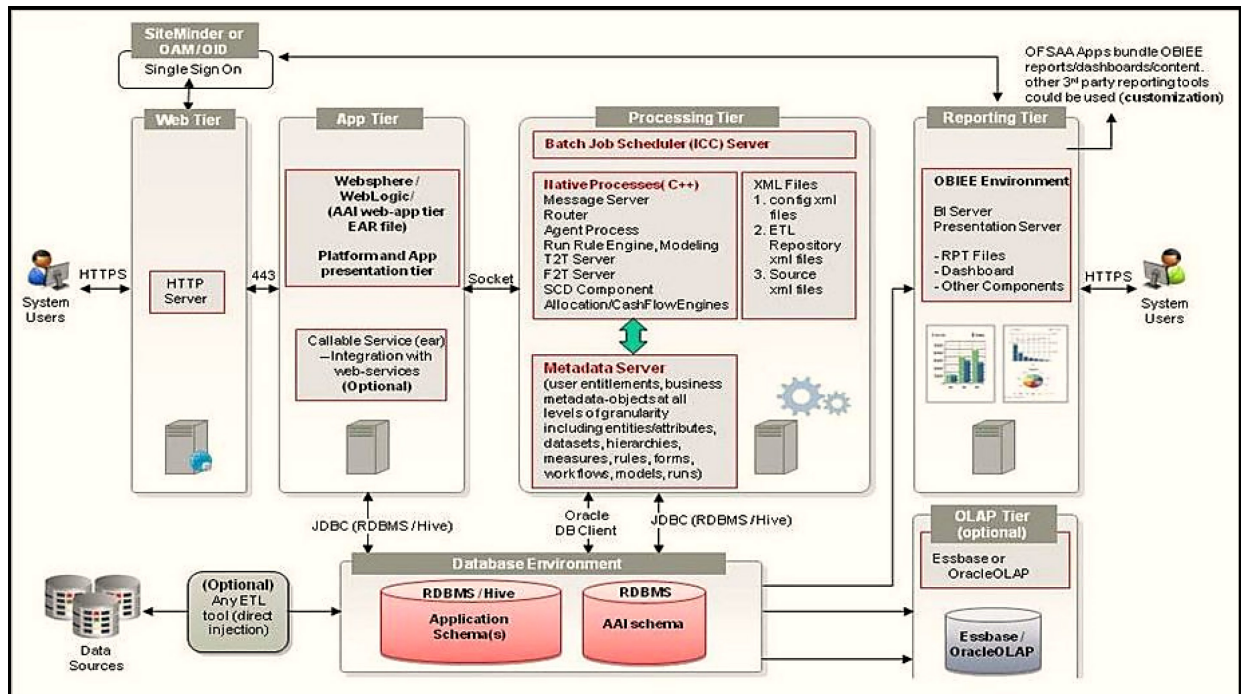 SiteMinder or
OAM/OID
Single Sign On
OFSAA Apps bundle OBIEE
reports/dashboards/content.
other 3rd party reporting tools
could be used (customization)
Web Tier
HTTP
Server
System
Users
HTTPS
443
App Tier
Websphere /
WebLogic/
(AAI web-app tier
EAR file)
Platform and App
presentation tier
Callable Service (ear)
–Integration with
web-services
(Optional)
Socket
Processing Tier
Batch Job Scheduler (ICC) Server
Native Processes( C++)
Message Server
Router
Agent Process
Run Rule Engine, Modeling
T2T Server
F2T Server
SCD Component
Allocation/CashFlowEngines
XML Files
1. config xml
files
2. ETL
Repository
xml files
3. Source
xml files
Metadata Server
(user entitlements, business
metadata-objects at all
levels of granularity
including entities/attributes,
datasets, hierarchies,
measures, rules, forms,
workflows, models, runs)
Reporting Tier
OBIEE Environment
BI Server
Presentation Server
- RPT Files
- Dashboard
- Other Components
HTTPS
System
Users
JDBC (RDBMS /Hive)
Oracle
DB Client
JDBC (RDBMS /Hive)
Database Environment
RDBMS / Hive
Application
Schema(s)
RDBMS
AAI schema
Data
Sources
(Optional)
Any ETL
tool (direct
injection)
OLAP Tier
(optional)
Essbase or
OracleOLAP
Essbase /
OracleOLAP